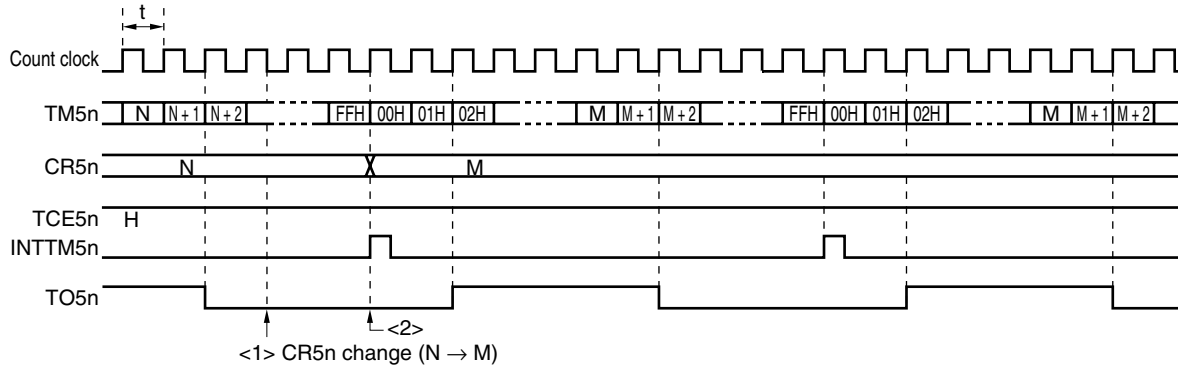 t
Count clock
TM5n N N + 1 N + 2 FFH 00H 01H 02H M M + 1 M + 2 FFH 00H 01H 02H M M + 1 M + 2
CR5n N M
TCE5n H
INTTM5n
TO5n
<2>
<1> CR5n change (N → M)